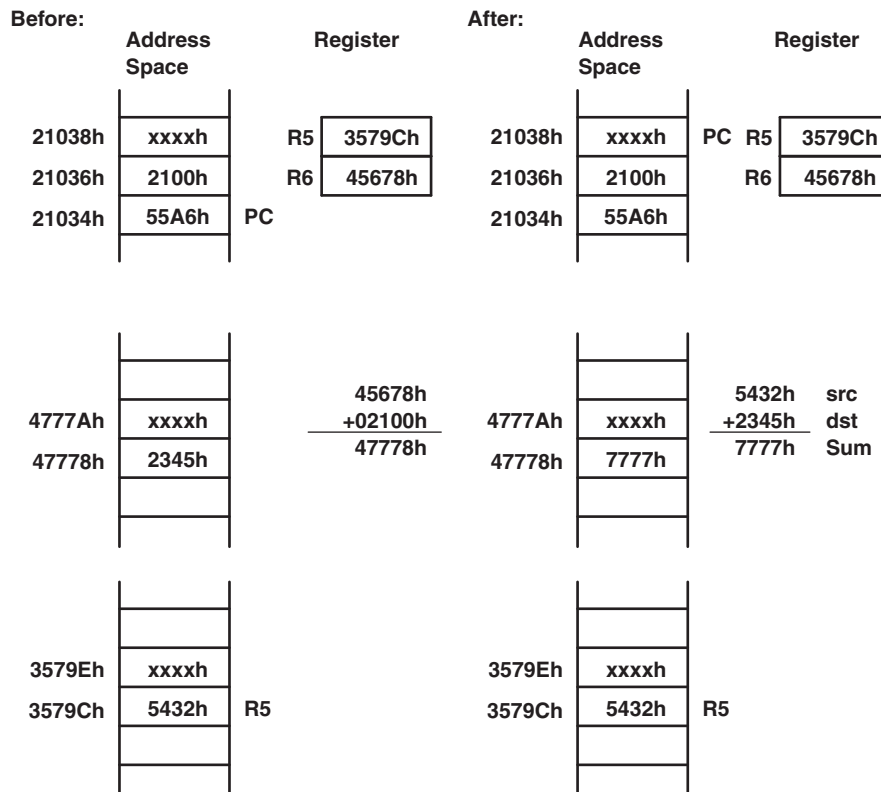 Before:
Address
Space
Register
21038h xxxxh R5 3579Ch
21036h 2100h R6 45678h
21034h 55A6h PC
45678h
4777Ah xxxxh +02100h
47778h 2345h 47778h
3579Eh xxxxh
3579Ch 5432h R5
After:
Address
Space
Register
21038h xxxxh PC R5 3579Ch
21036h 2100h R6 45678h
21034h 55A6h
5432h src
4777Ah xxxxh +2345h dst
47778h 7777h 7777h Sum
3579Eh xxxxh
3579Ch 5432h R5